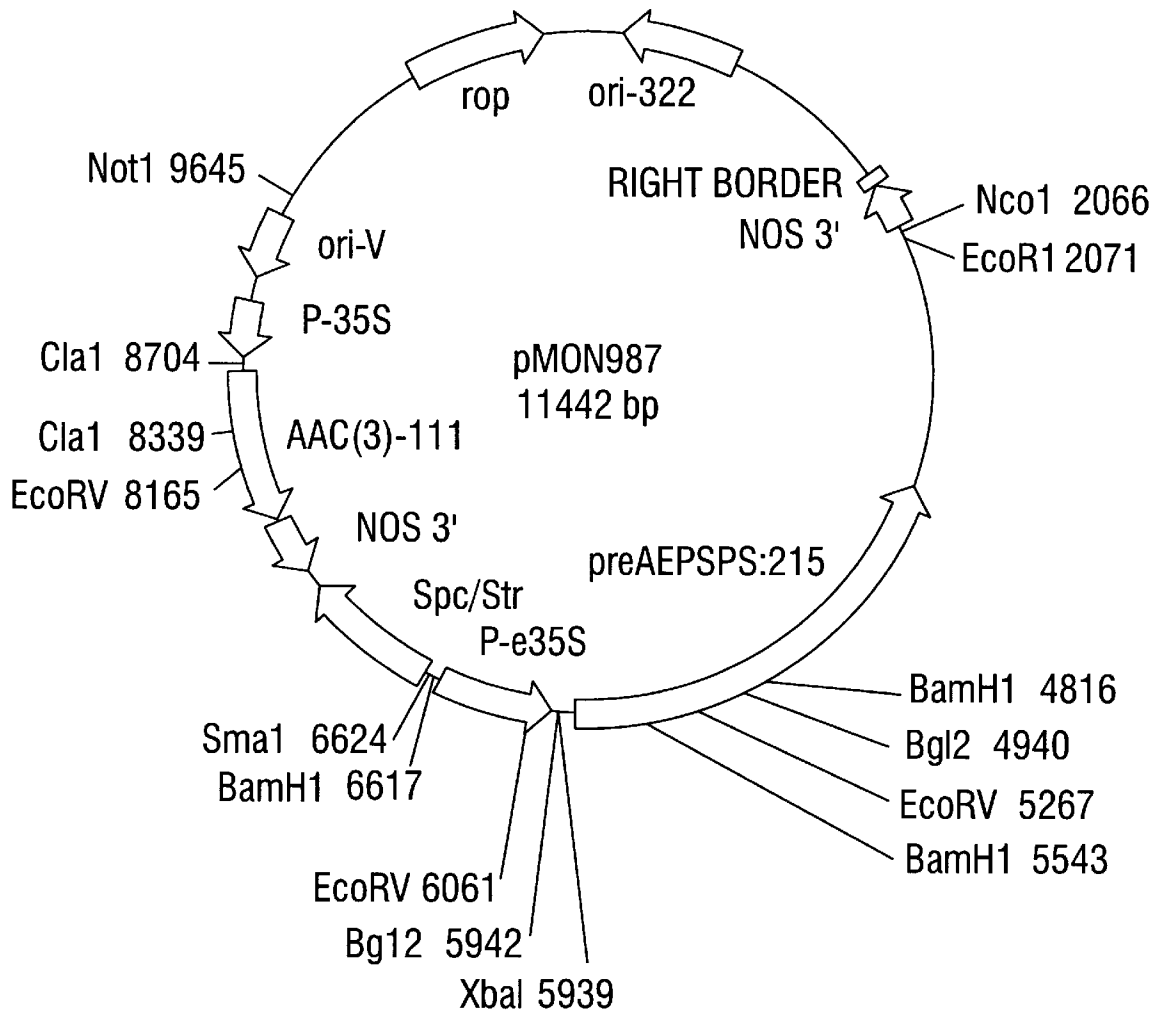 rop
ori-322
Not1 9645
RIGHT BORDER
NOS 3'
Nco1 2066
EcoR1 2071
ori-V
P-35S
Cla1 8704
pMON987
11442 bp
Cla1 8339
AAC(3)-111
EcoRV 8165
NOS 3'
preAEPSPS:215
Spc/Str
P-e35S
BamH1 4816
Sma1 6624
Bgl2 4940
BamH1 6617
EcoRV 5267
BamH1 5543
EcoRV 6061
Bg12 5942
XbaI 5939